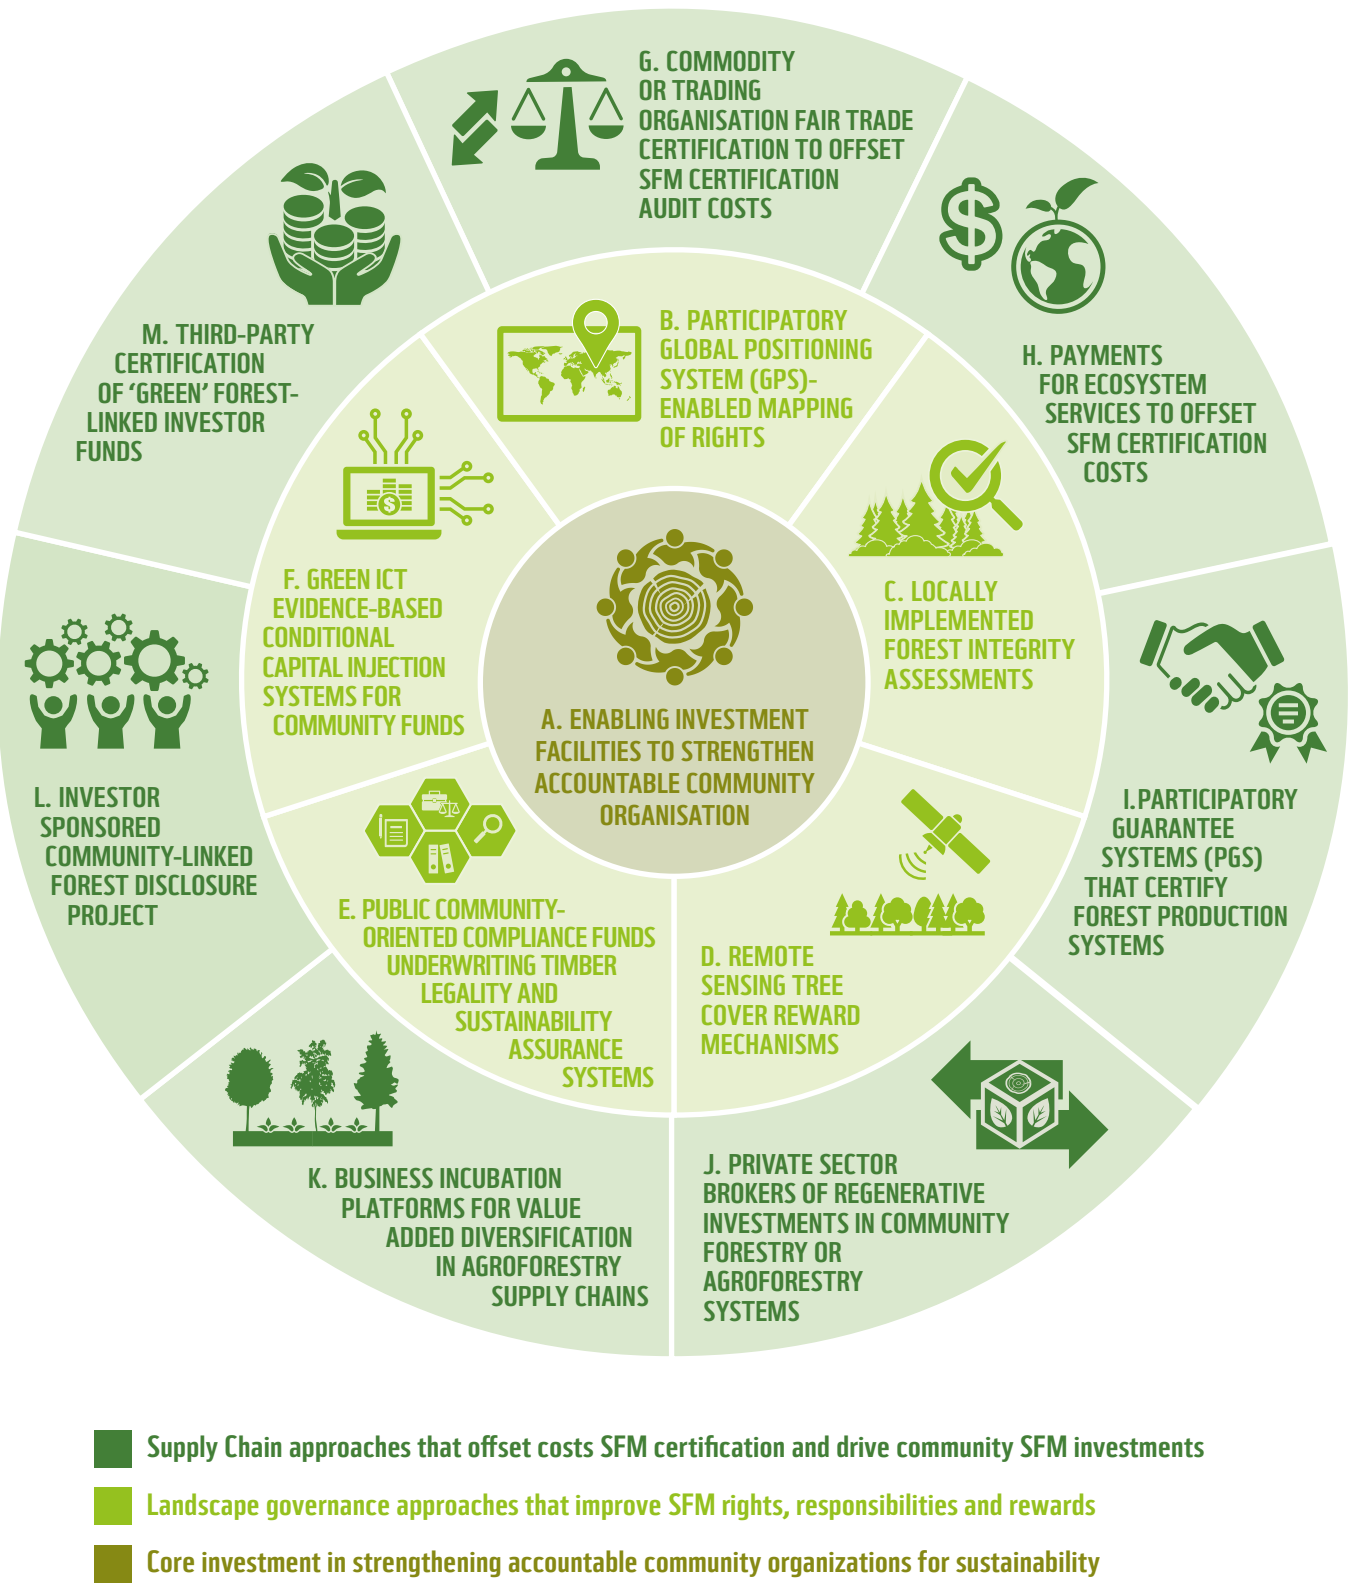 G. COMMODITY
OR TRADING
ORGANISATION FAIR TRADE
CERTIFICATION TO OFFSET
SFM CERTIFICATION
AUDIT COSTS
H. PAYMENTS
FOR ECOSYSTEM
SERVICES TO OFFSET
SFM CERTIFICATION
COSTS
M. THIRD-PARTY
CERTIFICATION
OF ‘GREEN’ FOREST-
LINKED INVESTOR
FUNDS
B. PARTICIPATORY
GLOBAL POSITIONING
SYSTEM (GPS)-
ENABLED MAPPING
OF RIGHTS
$
F. GREEN ICT
EVIDENCE-BASED
CONDITIONAL
CAPITAL INJECTION
SYSTEMS FOR
COMMUNITY FUNDS
C. LOCALLY
IMPLEMENTED
FOREST INTEGRITY
ASSESSMENTS
A. ENABLING INVESTMENT
FACILITIES TO STRENGTHEN
ACCOUNTABLE COMMUNITY
ORGANISATION
L. INVESTOR
SPONSORED
COMMUNITY-LINKED
FOREST DISCLOSURE
PROJECT
I.PARTICIPATORY
GUARANTEE
SYSTEMS (PGS)
THAT CERTIFY
FOREST PRODUCTION
SYSTEMS
E. PUBLIC COMMUNITY-
ORIENTED COMPLIANCE FUNDS
UNDERWRITING TIMBER
LEGALITY AND
SUSTAINABILITY
ASSURANCE
SYSTEMS
D. REMOTE
SENSING TREE
COVER REWARD
MECHANISMS
K. BUSINESS INCUBATION
PLATFORMS FOR VALUE
ADDED DIVERSIFICATION
IN AGROFORESTRY
SUPPLY CHAINS
J. PRIVATE SECTOR
BROKERS OF REGENERATIVE
INVESTMENTS IN COMMUNITY
FORESTRY OR
AGROFORESTRY
SYSTEMS
Supply Chain approaches that offset costs SFM certification and drive community SFM investments
Landscape governance approaches that improve SFM rights, responsibilities and rewards
Core investment in strengthening accountable community organizations for sustainability